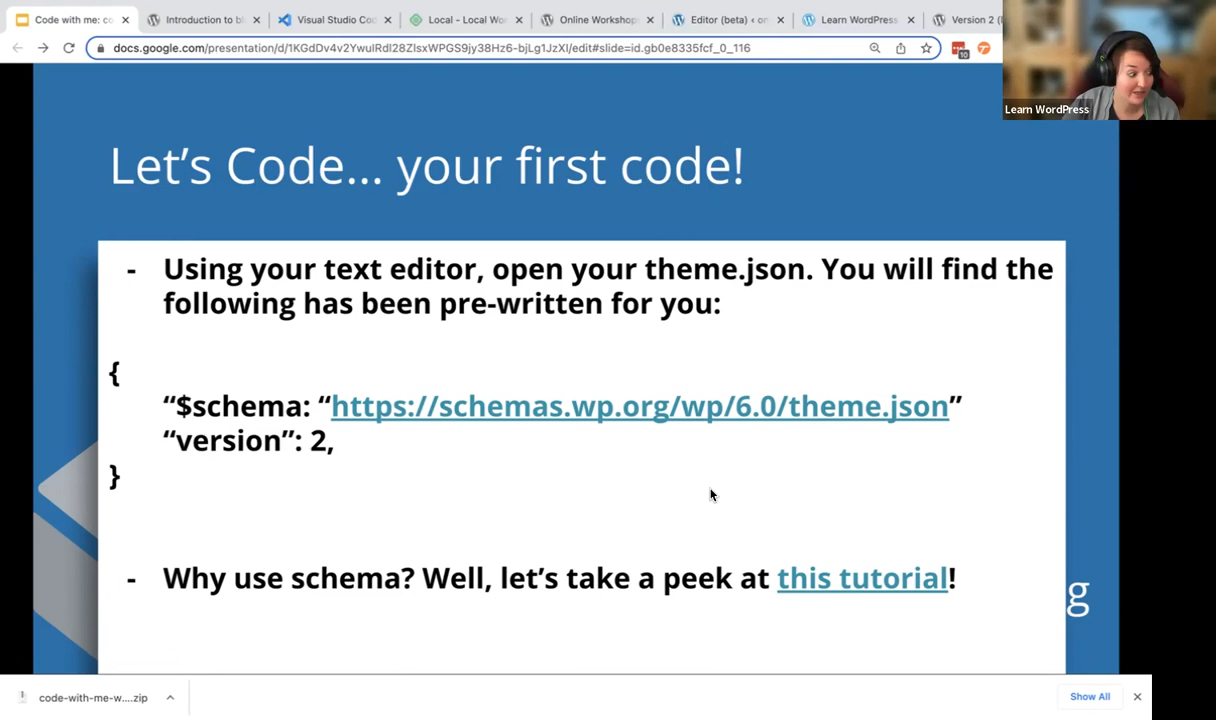 Code with me: c
Introduction to bl
Visual Studio Co
Local - Local Wo
Online Workshop
Editor (beta) ‹ on
Learn WordPress
Version 2 (
docs.google.com/presentation/d/1KGdDv4v2YwulRdl28ZlsxWPGS9jy38Hz6-bjLg1JzXI/edit#slide=id.gb0e8335fcf_0_116
10
Learn WordPress
Let's Code... your first code!
- Using your text editor, open your theme.json. You will find the
following has been pre-written for you:
{
“$schema: “https://schemas.wp.org/wp/6.0/theme.json”
“version”: 2,
}
- Why use schema? Well, let's take a peek at this tutorial!
g
code-with-me-w....zip
Show All